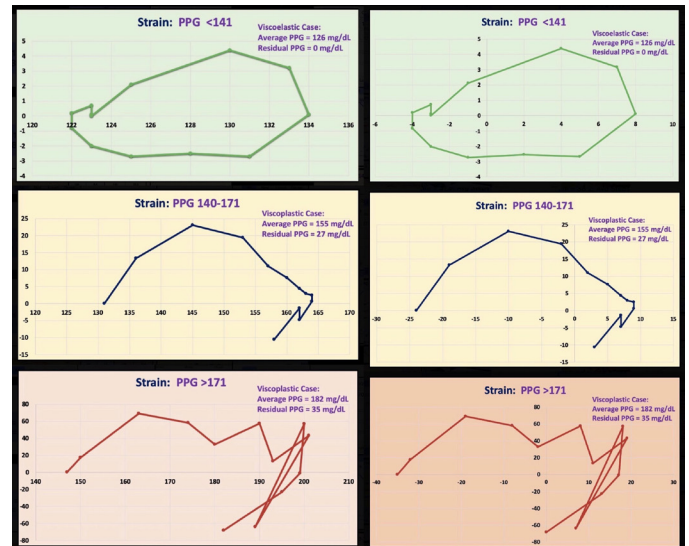 Strain: PPG <141
Viscoelastic Case:
Average PPG = 126 mg/dL
Residual PPG = 0 mg/dL
5
4
3
2
1
0
-1
-2
-3
-4
120 122 124 126 128 130 132 134 136
Strain: PPG <141
Viscoelastic Case:
Average PPG = 126 mg/dL
Residual PPG = 0 mg/dL
5
4
3
2
1
0
-1
-2
-3
-4
-6 -4 -2 0 2 4 6 8 10
Strain: PPG 140-171
Viscoplastic Case:
Average PPG = 155 mg/dL
Residual PPG = 27 mg/dL
25
20
15
10
5
0
-5
-10
-15
120 125 130 135 140 145 150 155 160 165 170
Strain: PPG 140-171
Viscoplastic Case:
Average PPG = 155 mg/dL
Residual PPG = 27 mg/dL
25
20
15
10
5
0
-5
-10
-15
-30 -20 -10 0 5 10 15
Strain: PPG >171
Viscoplastic Case:
Average PPG = 182 mg/dL
Residual PPG = 35 mg/dL
80
60
40
20
0
-20
-40
-60
-80
140 150 160 170 180 190 200 210
Strain: PPG >171
Viscoplastic Case:
Average PPG = 182 mg/dL
Residual PPG = 35 mg/dL
80
60
40
20
0
-20
-40
-60
-80
-40 -30 -20 -10 0 10 20 30